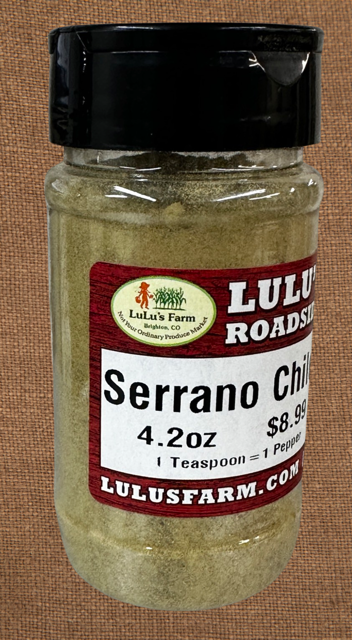 LULU'
ROADSI
LuLu's Farm
Brighton, CO
Not Your Ordinary Produce Market
Serrano Chil
4.2oz
$8.99
1 Teaspoon = 1 Pepper
LULUSFARM.COM